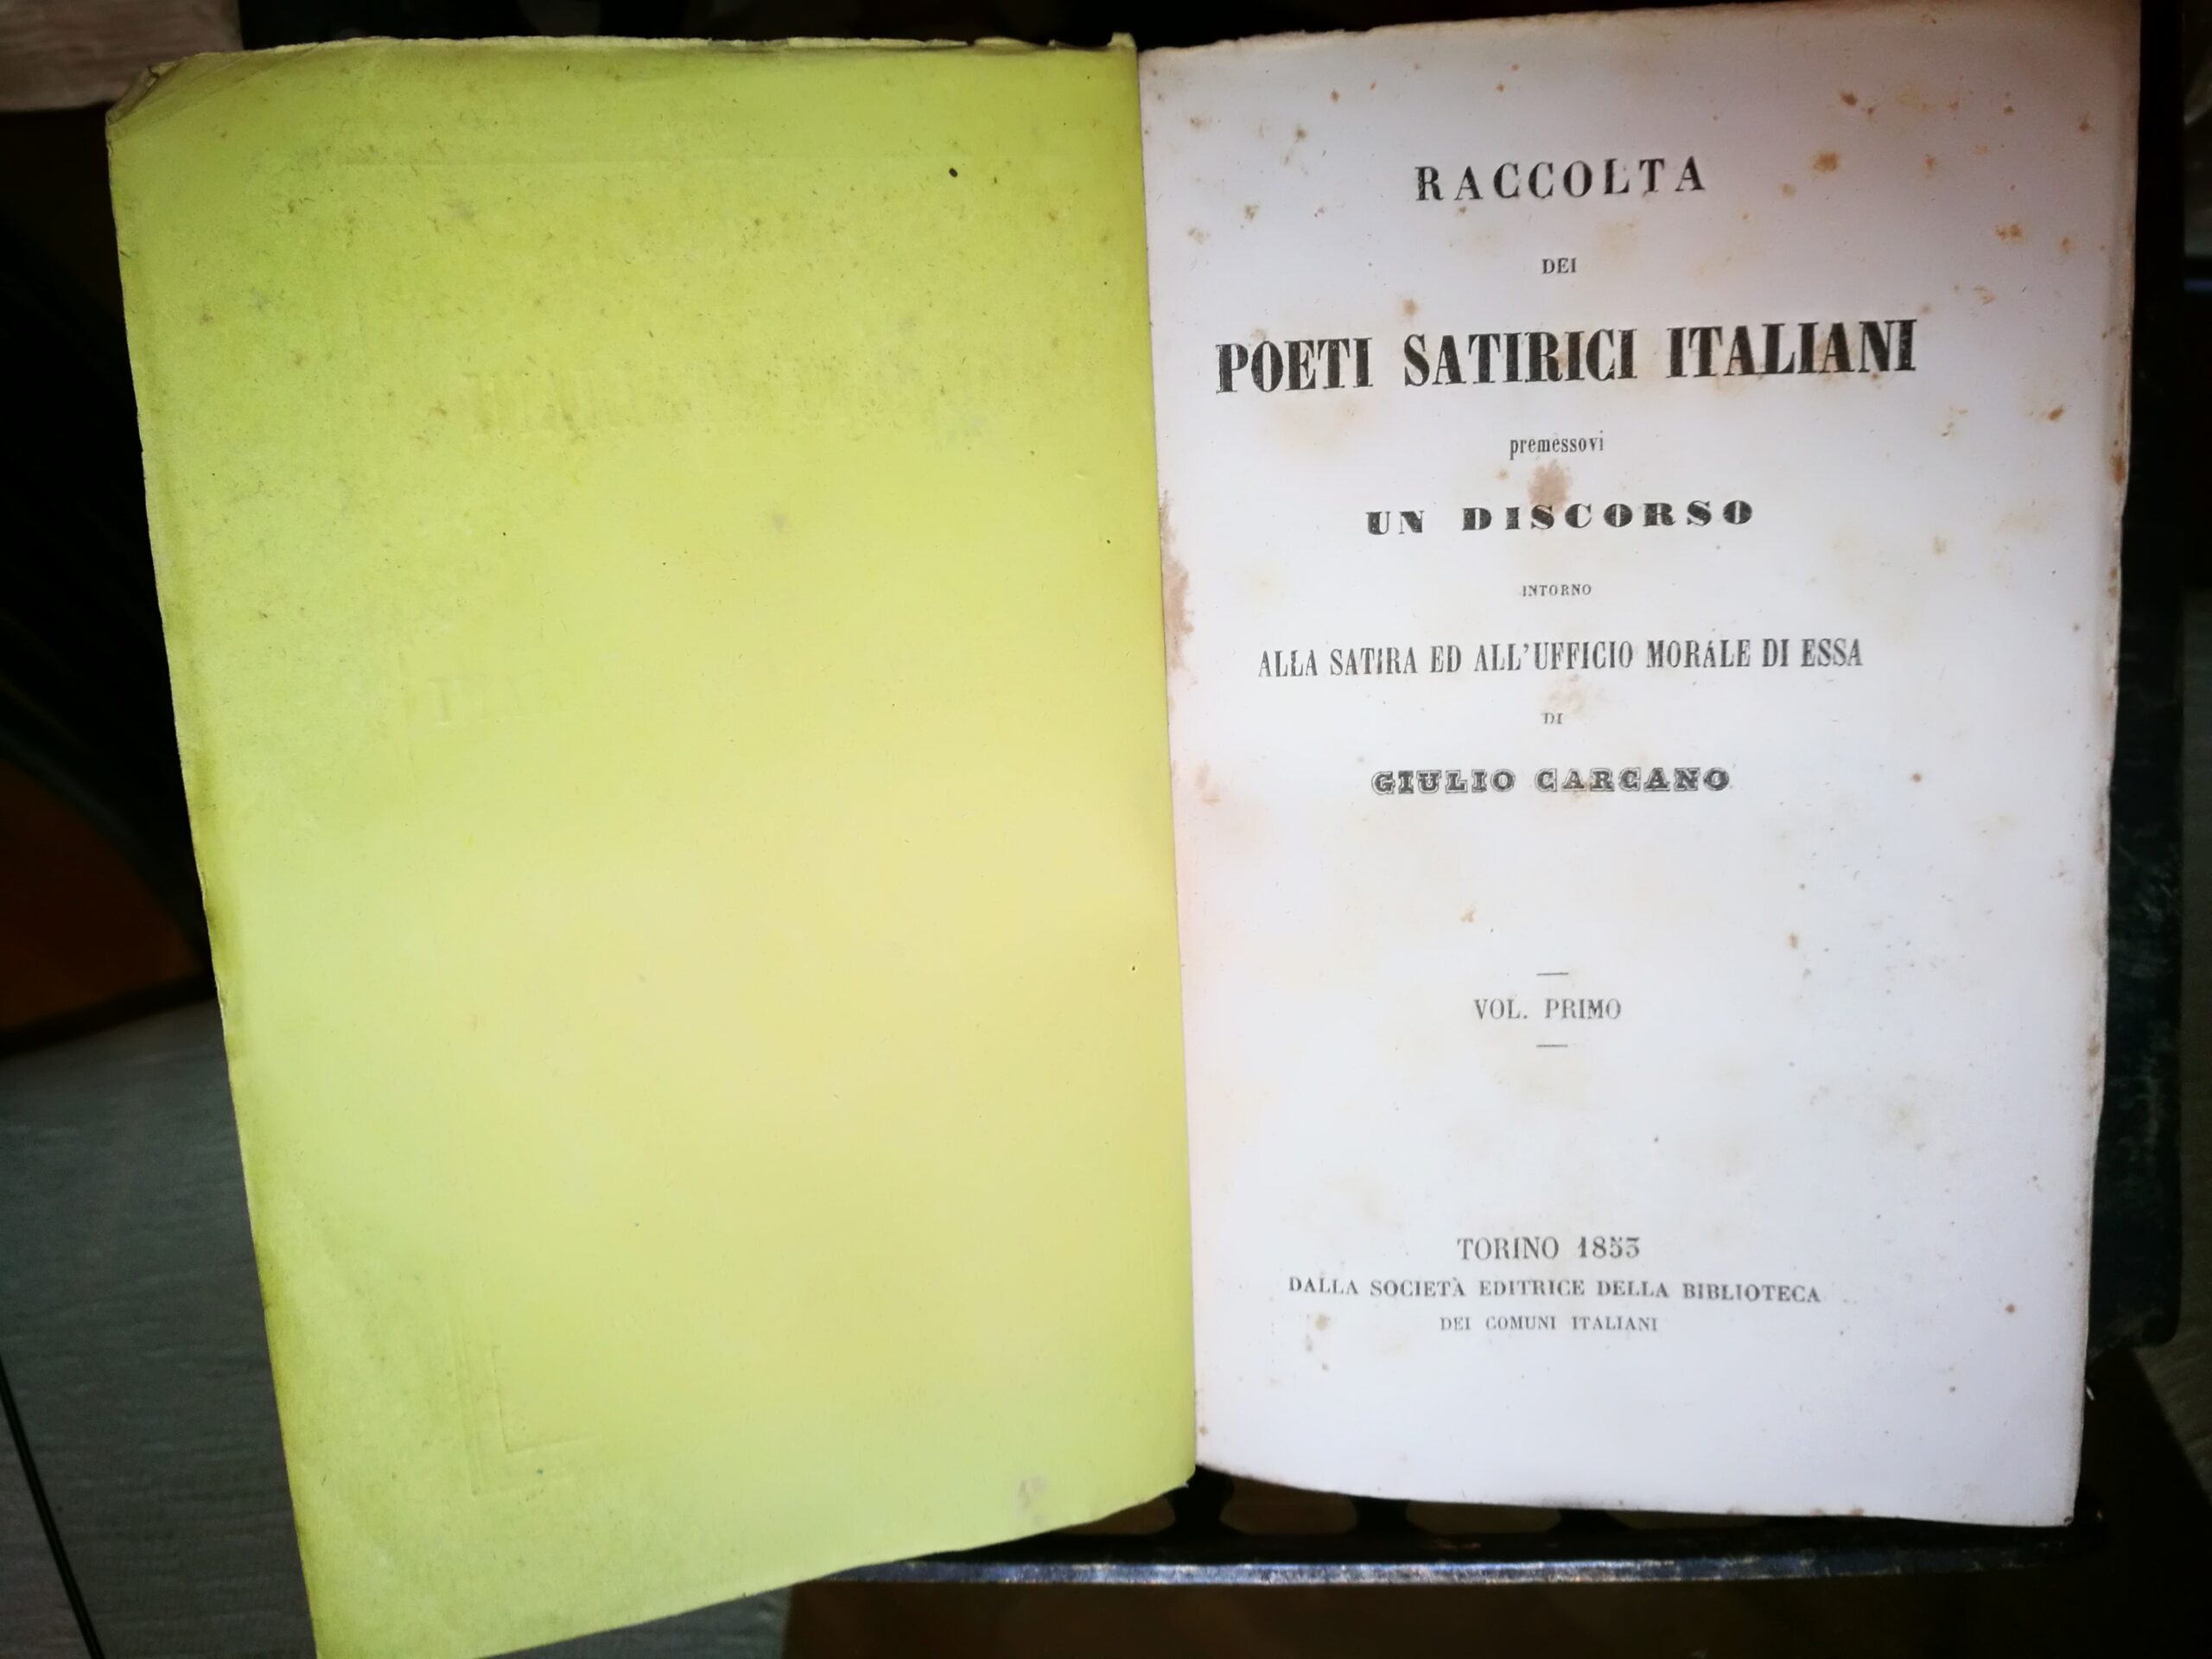 RACCOLTA
DEI
POETI SATIRICI ITALIANI
premessovi
UN DISCORSO
INTORNO
ALLA SATIRA ED ALL'UFFICIO MORALE DI ESSA
DI
GIULIO CARCANO
VOL. PRIMO
TORINO 1853
DALLA SOCIETÀ EDITRICE DELLA BIBLIOTECA
DEI COMUNI ITALIANI